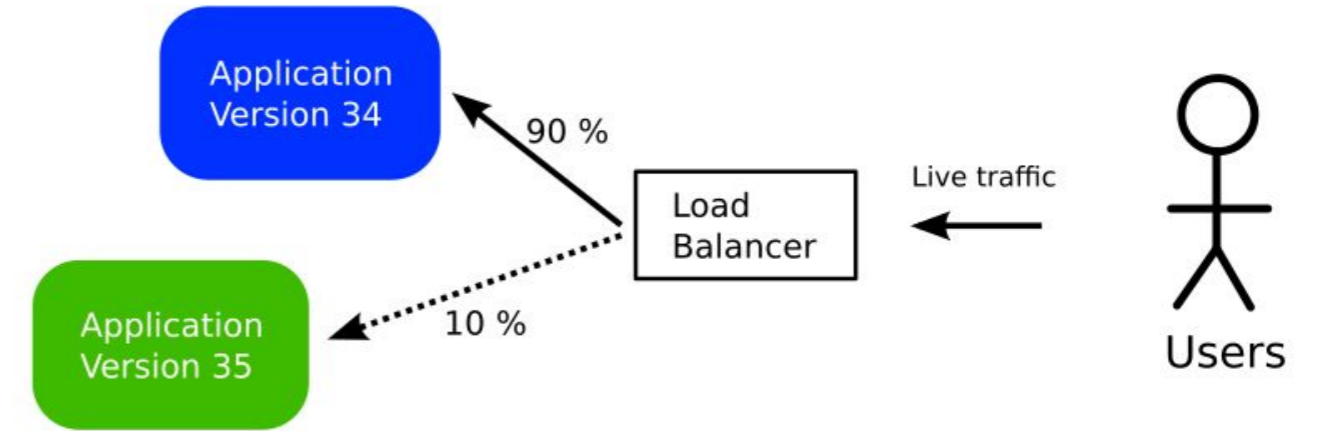 Application
Version 34
90 %
Load
Balancer
Live traffic
Application
Version 35
10 %
Users